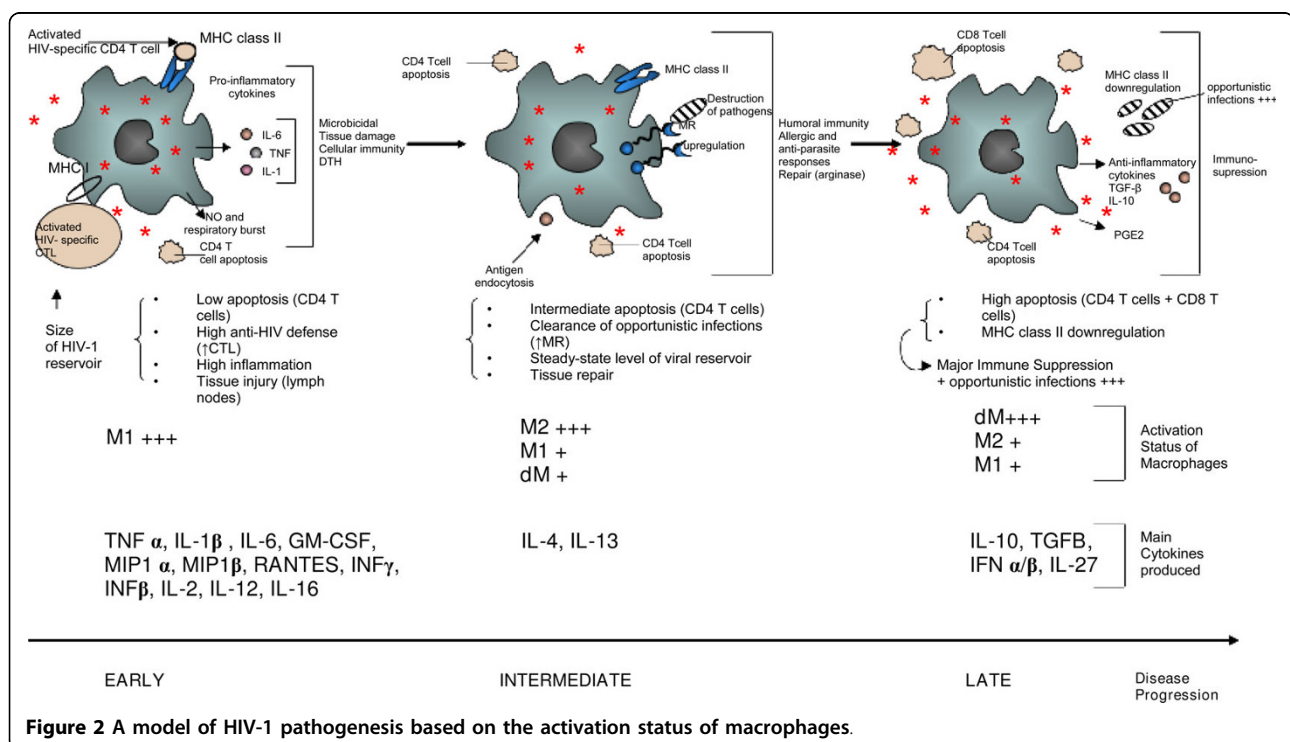 Activated
HIV-specific CD4 T cell
MHC class II
Pro-inflammatory
cytokines
IL-6
TNF
IL-1
MHC I
NO and
respiratory burst
Activated
HIV- specific
CTL
CD4 T
cell apoptosis
Microbicidal
Tissue damage
Cellular immunity
DTH
CD4 Tcell
apoptosis
MHC class II
Destruction
of pathogens
MR
upregulation
Antigen
endocytosis
CD4 Tcell
apoptosis
Humoral immunity
Allergic and
anti-parasite
responses
Repair (arginase)
CD8 Tcell
apoptosis
MHC class II
downregulation
opportunistic
infections +++
Anti-inflammatory
cytokines
TGF-β
IL-10
PGE2
CD4 Tcell
apoptosis
Immuno-
supression
Size
of HIV-1
reservoir
• Low apoptosis (CD4 T
cells)
• High anti-HIV defense
(↑CTL)
• High inflammation
• Tissue injury (lymph
nodes)
• Intermediate apoptosis (CD4 T cells)
• Clearance of opportunistic infections
(↑MR)
• Steady-state level of viral reservoir
• Tissue repair
• High apoptosis (CD4 T cells + CD8 T
cells)
• MHC class II downregulation
Major Immune Suppression
+ opportunistic infections +++
M1 +++
M2 +++
M1 +
dM +
dM+++
M2 +
M1 +
Activation
Status of
Macrophages
TNF α, IL-1β , IL-6, GM-CSF,
MIP1 α, MIP1β, RANTES, INFγ,
INFβ, IL-2, IL-12, IL-16
IL-4, IL-13
IL-10, TGFB,
IFN α/β, IL-27
Main
Cytokines
produced
EARLY
INTERMEDIATE
LATE
Disease
Progression
Figure 2 A model of HIV-1 pathogenesis based on the activation status of macrophages.